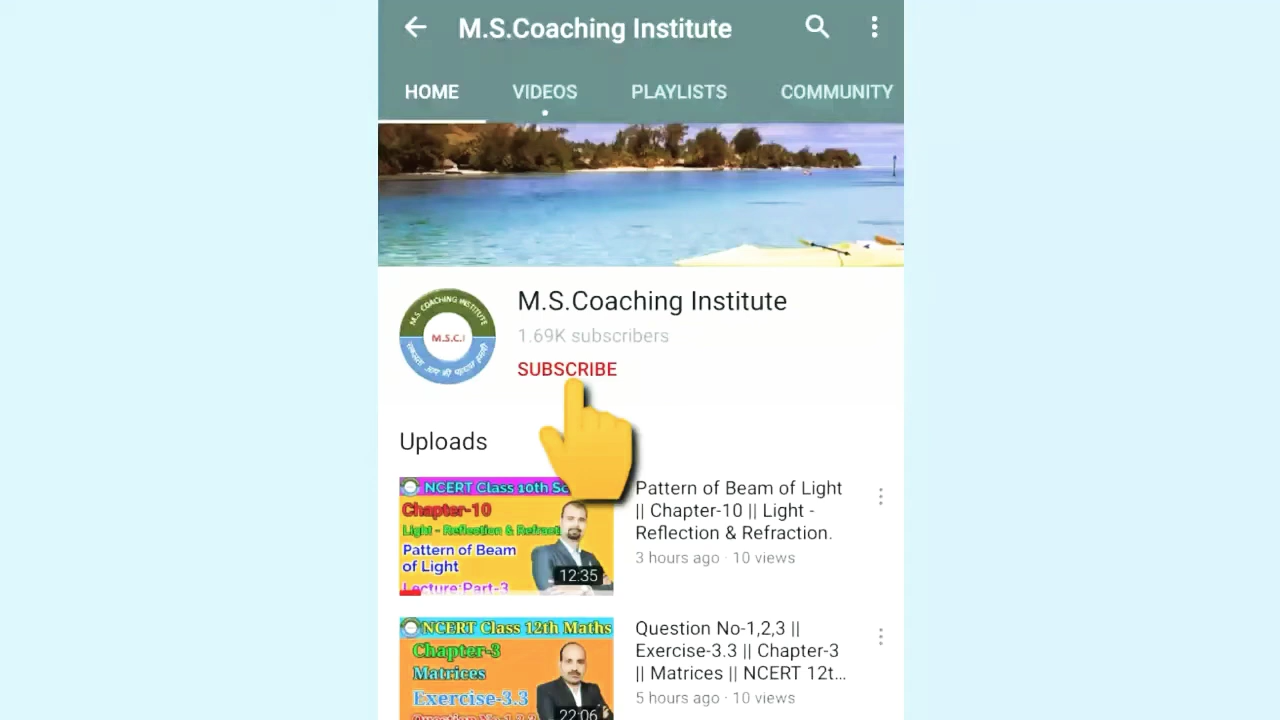 M.S.Coaching Institute
HOME VIDEOS PLAYLISTS COMMUNITY
M.S.Coaching Institute
1.69K subscribers
SUBSCRIBE
M.S. COACHING INSTITUTE
M.S.C.I
Uploads
NCERT Class 10th Sc
Chapter-10
Light - Reflection & Refracti
Pattern of Beam
of Light
Lecture:Part-3
12:35
Pattern of Beam of Light
|| Chapter-10 || Light -
Reflection & Refraction.
3 hours ago · 10 views
NCERT Class 12th Maths
Chapter-3
Matrices
Exercise-3.3
22:06
Question No-1,2,3 ||
Exercise-3.3 || Chapter-3
|| Matrices || NCERT 12t...
5 hours ago · 10 views